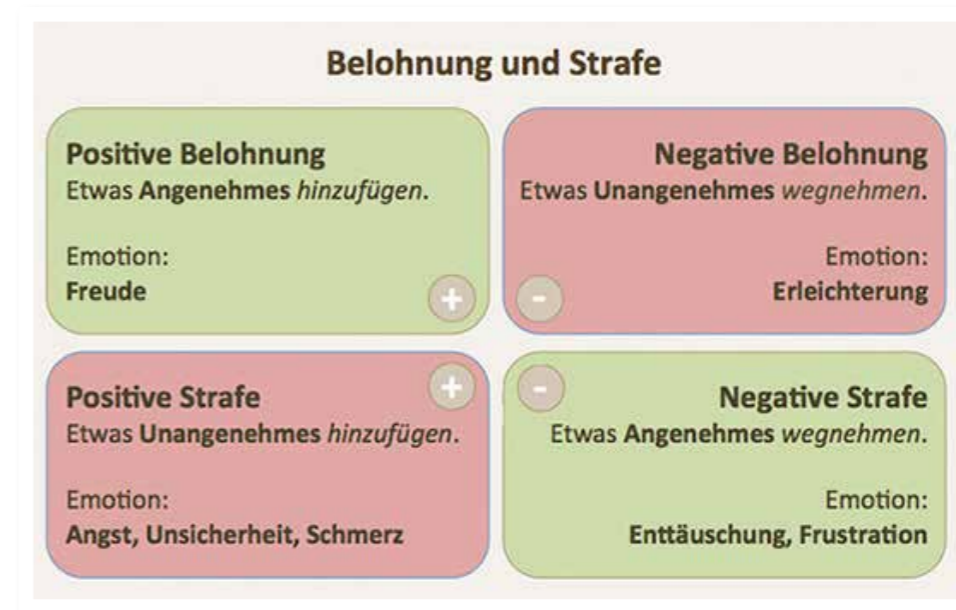 Belohnung und Strafe
Positive Belohnung
Etwas Angenehmes hinzufügen.
Emotion:
Freude
+
Negative Belohnung
Etwas Unangenehmes wegnehmen.
Emotion:
Erleichterung
-
Positive Strafe
Etwas Unangenehmes hinzufügen.
Emotion:
Angst, Unsicherheit, Schmerz
+
Negative Strafe
Etwas Angenehmes wegnehmen.
Emotion:
Enttäuschung, Frustration
-